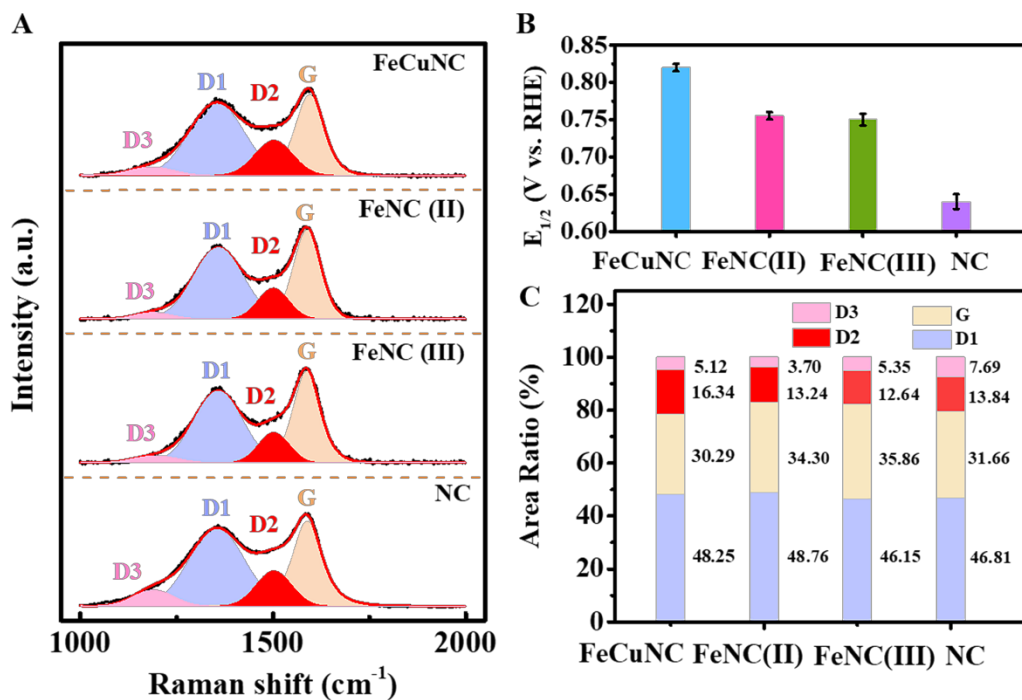 A
FeCuNC
D3
D1
D2
G
FeNC (II)
D3
D1
D2
G
FeNC (III)
D3
D1
D2
G
NC
D3
D1
D2
G
Intensity (a.u.)
1000 1500 2000
Raman shift (cm⁻¹)
B
E1/2 (V vs. RHE)
0.85
0.80
0.75
0.70
0.65
0.60
FeCuNC FeNC(II) FeNC(III) NC
C
Area Ratio (%)
120
100
80
60
40
20
0
D3 G
D2 D1
5.12 3.70 5.35 7.69
16.34 13.24 12.64 13.84
30.29 34.30 35.86 31.66
48.25 48.76 46.15 46.81
FeCuNC FeNC(II) FeNC(III) NC